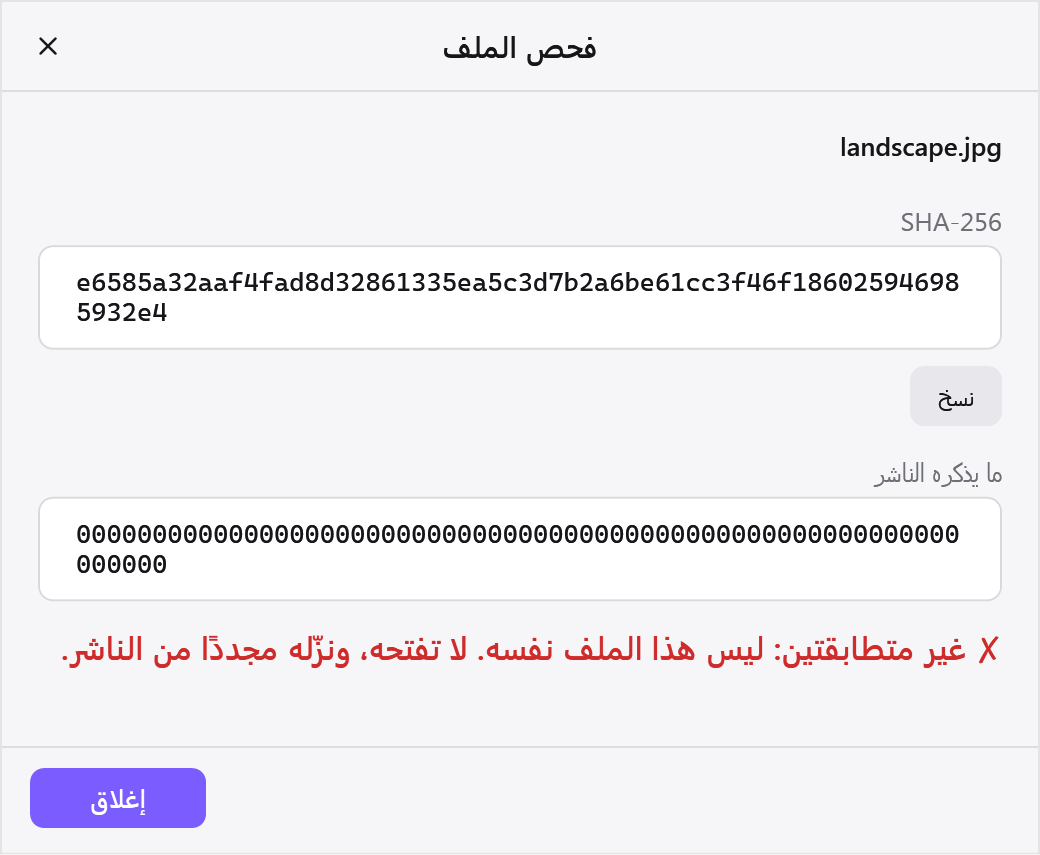 فحص الملف
landscape.jpg
SHA-256
e6585a32aaf4fad8d32861335ea5c3d7b2a6be61cc3f46f18602594698
5932e4
نسخ
ما يذكره الناشر
0000000000000000000000000000000000000000000000000000000000
000000
✗ غير متطابقتين: ليس هذا الملف نفسه. لا تفتحه، ونزّله مجددًا من الناشر.
إغلاق